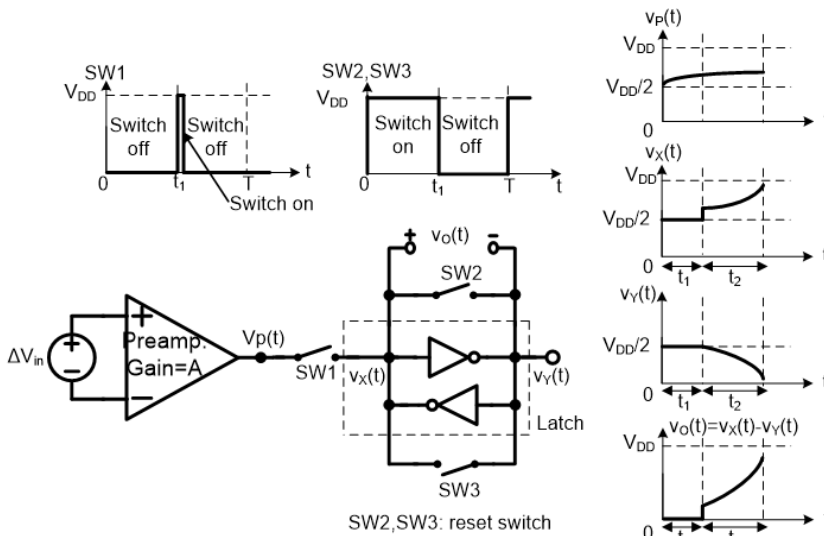 SW1
V_DD
Switch off
Switch off
0
t₁
T
t
Switch on
SW2,SW3
V_DD
Switch on
Switch off
0
t₁
T
t
ΔV_in
+
−
+
−
Preamp.
Gain=A
Vp(t)
SW1
v_X(t)
+
v_O(t)
-
SW2
v_Y(t)
Latch
SW3
SW2,SW3: reset switch
v_P(t)
V_DD
V_DD/2
0
v_X(t)
V_DD
V_DD/2
0
t₁
t₂
v_Y(t)
V_DD/2
0
t₁
t₂
v_O(t)=v_X(t)-v_Y(t)
V_DD
0